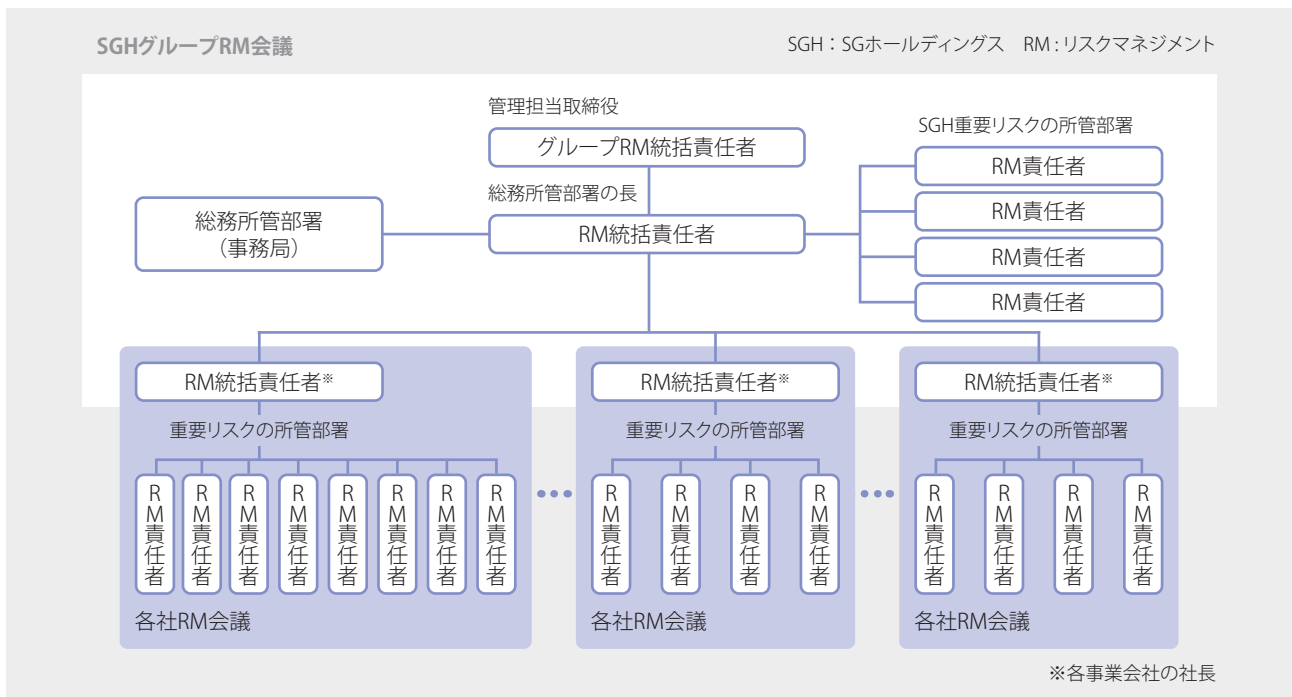 SGHグループRM会議
SGH：SGホールディングス　RM：リスクマネジメント
管理担当取締役
グループRM統括責任者
総務所管部署の長
RM統括責任者
総務所管部署
（事務局）
SGH重要リスクの所管部署
RM責任者
RM責任者
RM責任者
RM責任者
RM統括責任者※
重要リスクの所管部署
RM責任者
RM責任者
RM責任者
RM責任者
RM責任者
RM責任者
RM責任者
RM責任者
各社RM会議
RM統括責任者※
重要リスクの所管部署
RM責任者
RM責任者
RM責任者
RM責任者
各社RM会議
RM統括責任者※
重要リスクの所管部署
RM責任者
RM責任者
RM責任者
RM責任者
各社RM会議
※各事業会社の社長